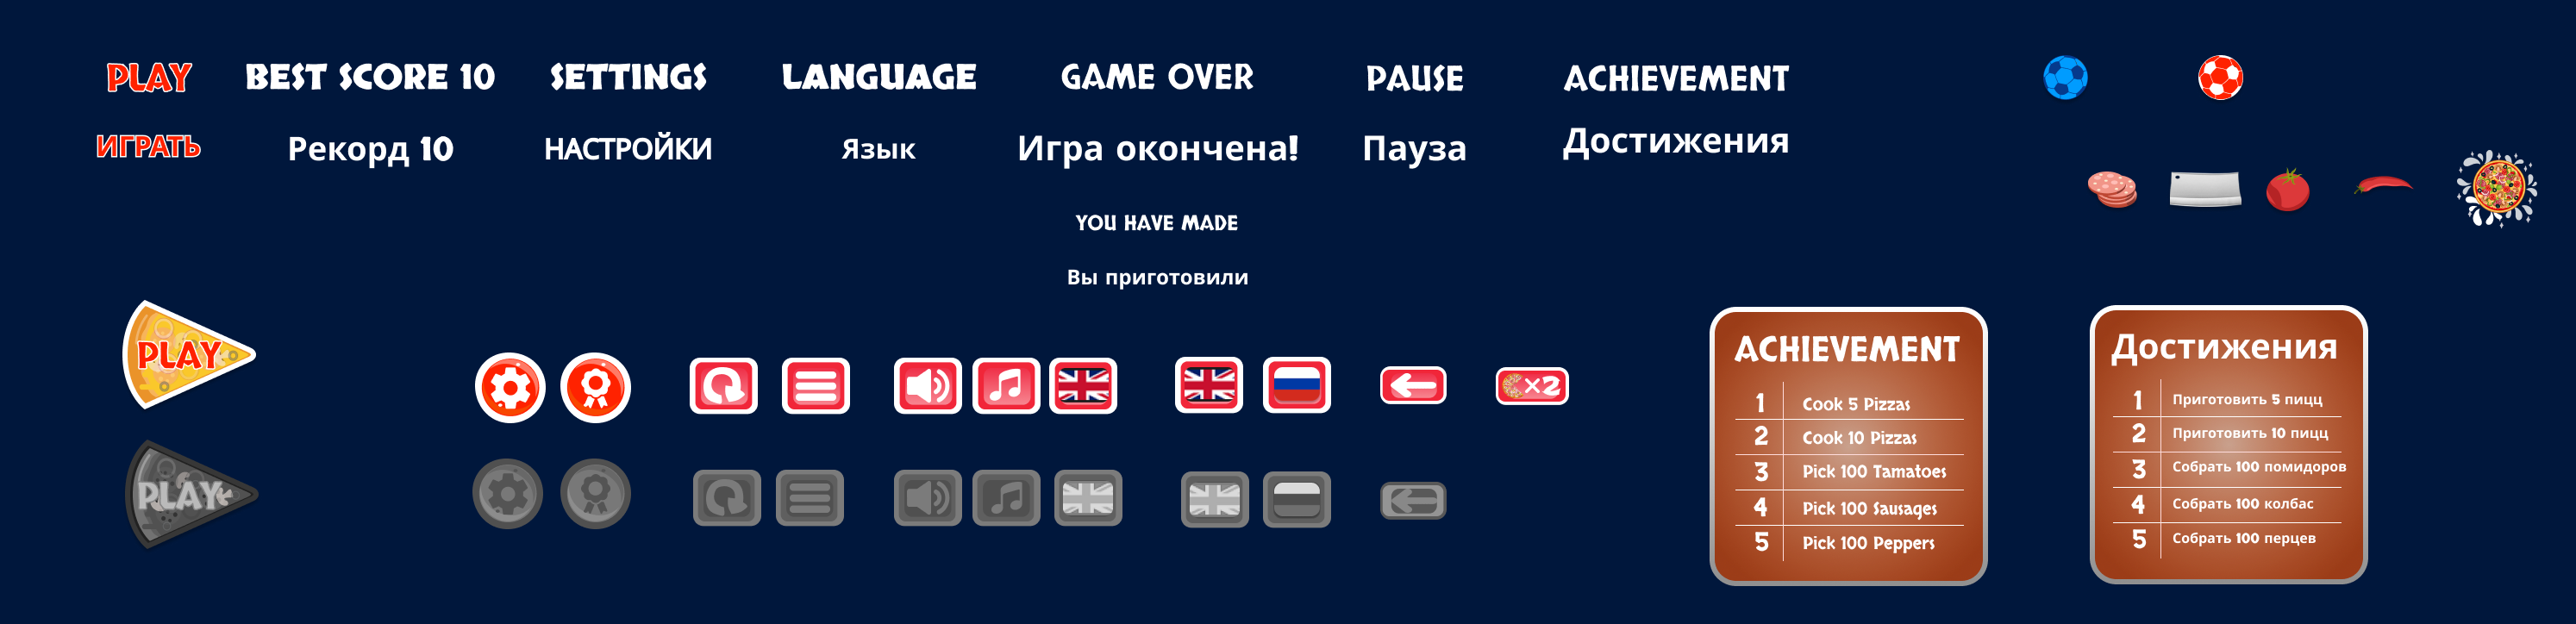 PLAY
BEST SCORE 10
SETTINGS
LANGUAGE
GAME OVER
PAUSE
ACHIEVEMENT
ИГРАТЬ
Рекорд 10
НАСТРОЙКИ
Язык
Игра окончена!
Пауза
Достижения
YOU HAVE MADE
Вы приготовили
PLAY
×2
PLAY
ACHIEVEMENT
1 Cook 5 Pizzas
2 Cook 10 Pizzas
3 Pick 100 Tamatoes
4 Pick 100 Sausages
5 Pick 100 Peppers
Достижения
1 Приготовить 5 пицц
2 Приготовить 10 пицц
3 Собрать 100 помидоров
4 Собрать 100 колбас
5 Собрать 100 перцев